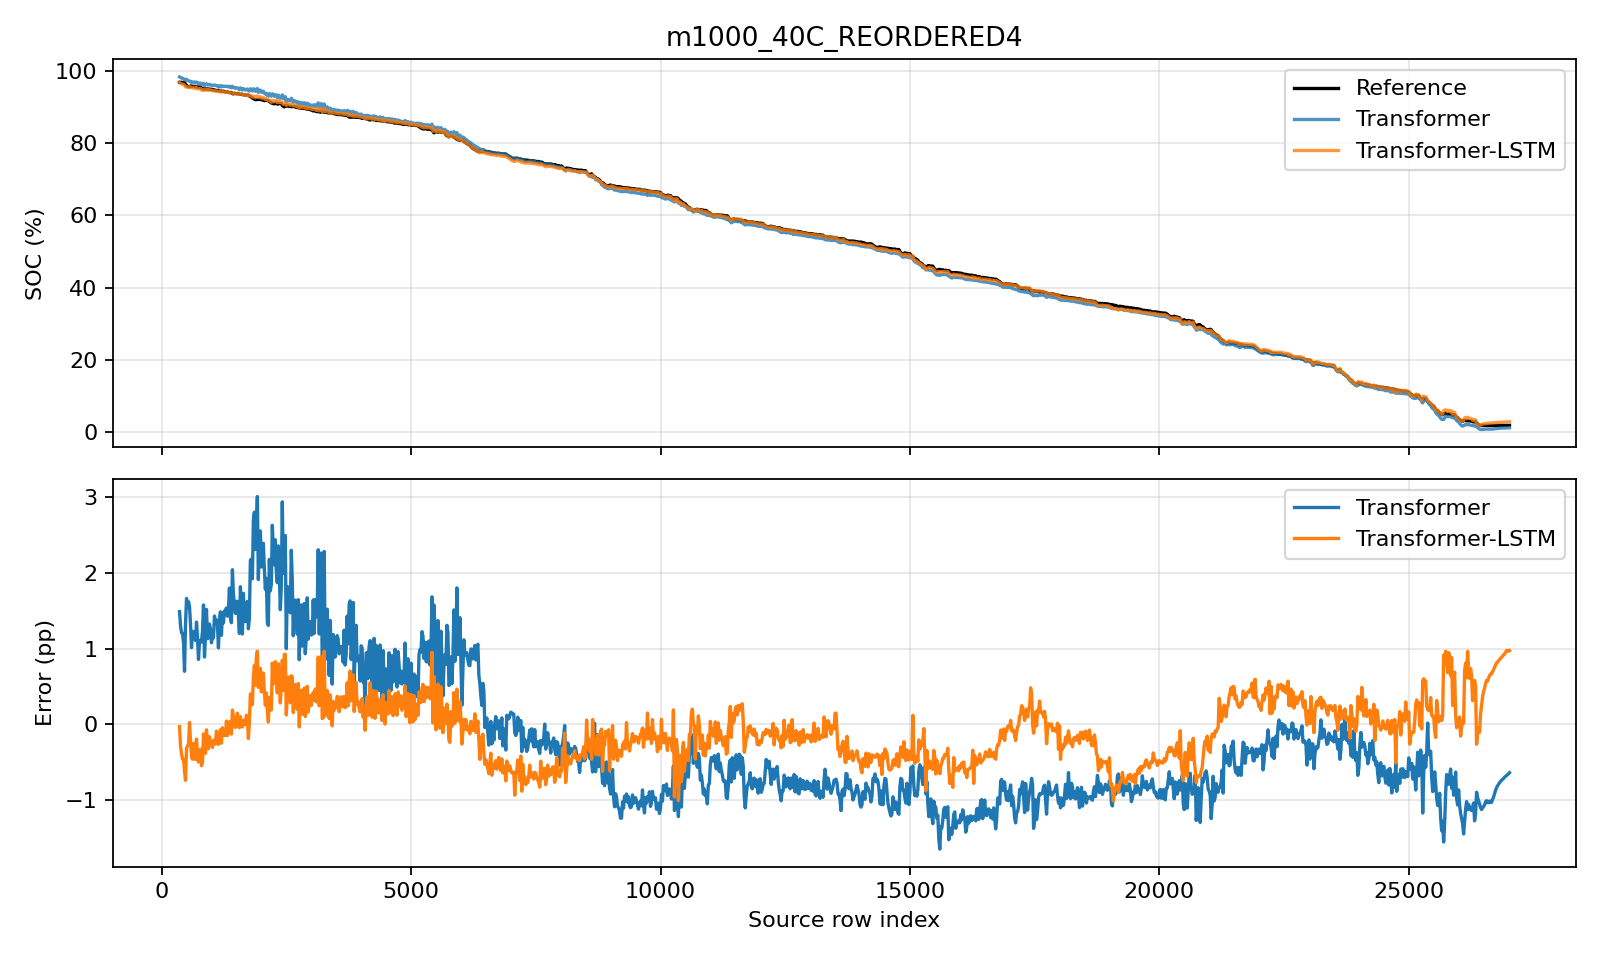 m1000_40C_REORDERED4
100
80
60
40
20
0
SOC (%)
Reference
Transformer
Transformer-LSTM
3
2
1
0
−1
Error (pp)
Transformer
Transformer-LSTM
0
5000
10000
15000
20000
25000
Source row index